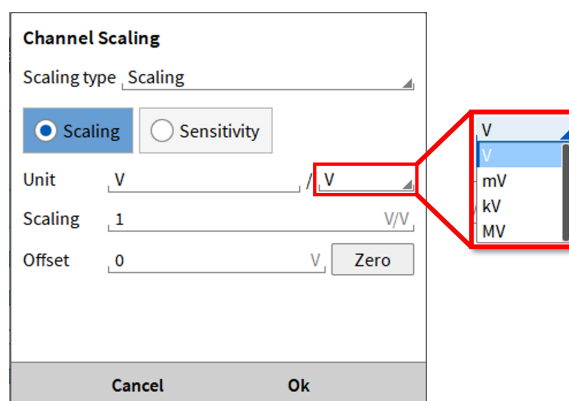 Channel Scaling
Scaling type Scaling
Scaling Sensitivity
Unit V / V
Scaling 1 V/V
Offset 0 V Zero
Cancel Ok
V
V
mV
kV
MV